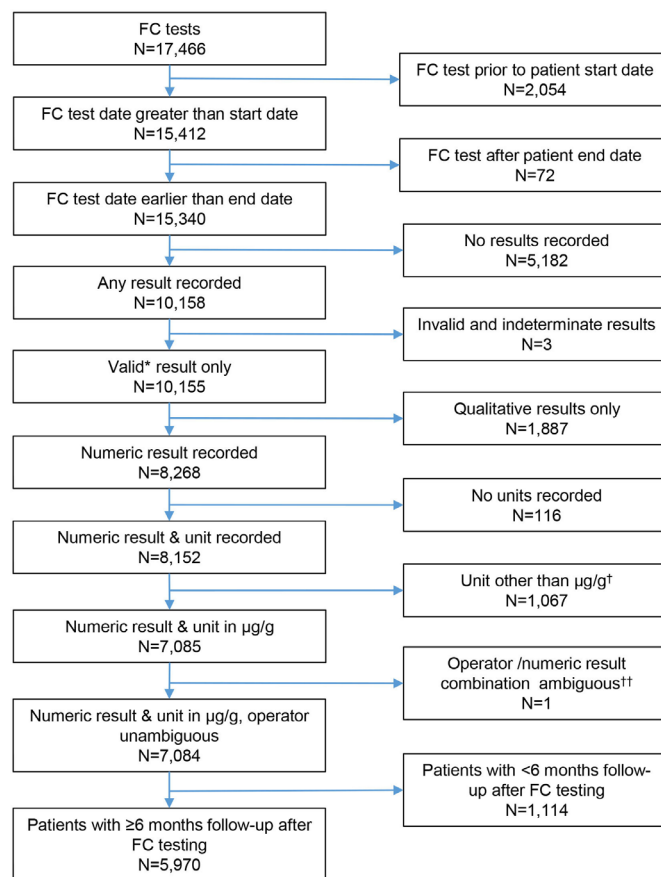 FC tests
N=17,466
FC test prior to patient start date
N=2,054
FC test date greater than start date
N=15,412
FC test after patient end date
N=72
FC test date earlier than end date
N=15,340
No results recorded
N=5,182
Any result recorded
N=10,158
Invalid and indeterminate results
N=3
Valid* result only
N=10,155
Qualitative results only
N=1,887
Numeric result recorded
N=8,268
No units recorded
N=116
Numeric result & unit recorded
N=8,152
Unit other than µg/g†
N=1,067
Numeric result & unit in µg/g
N=7,085
Operator /numeric result
combination ambiguous††
N=1
Numeric result & unit in µg/g, operator
unambiguous
N=7,084
Patients with <6 months follow-
up after FC testing
N=1,114
Patients with ≥6 months follow-up after
FC testing
N=5,970